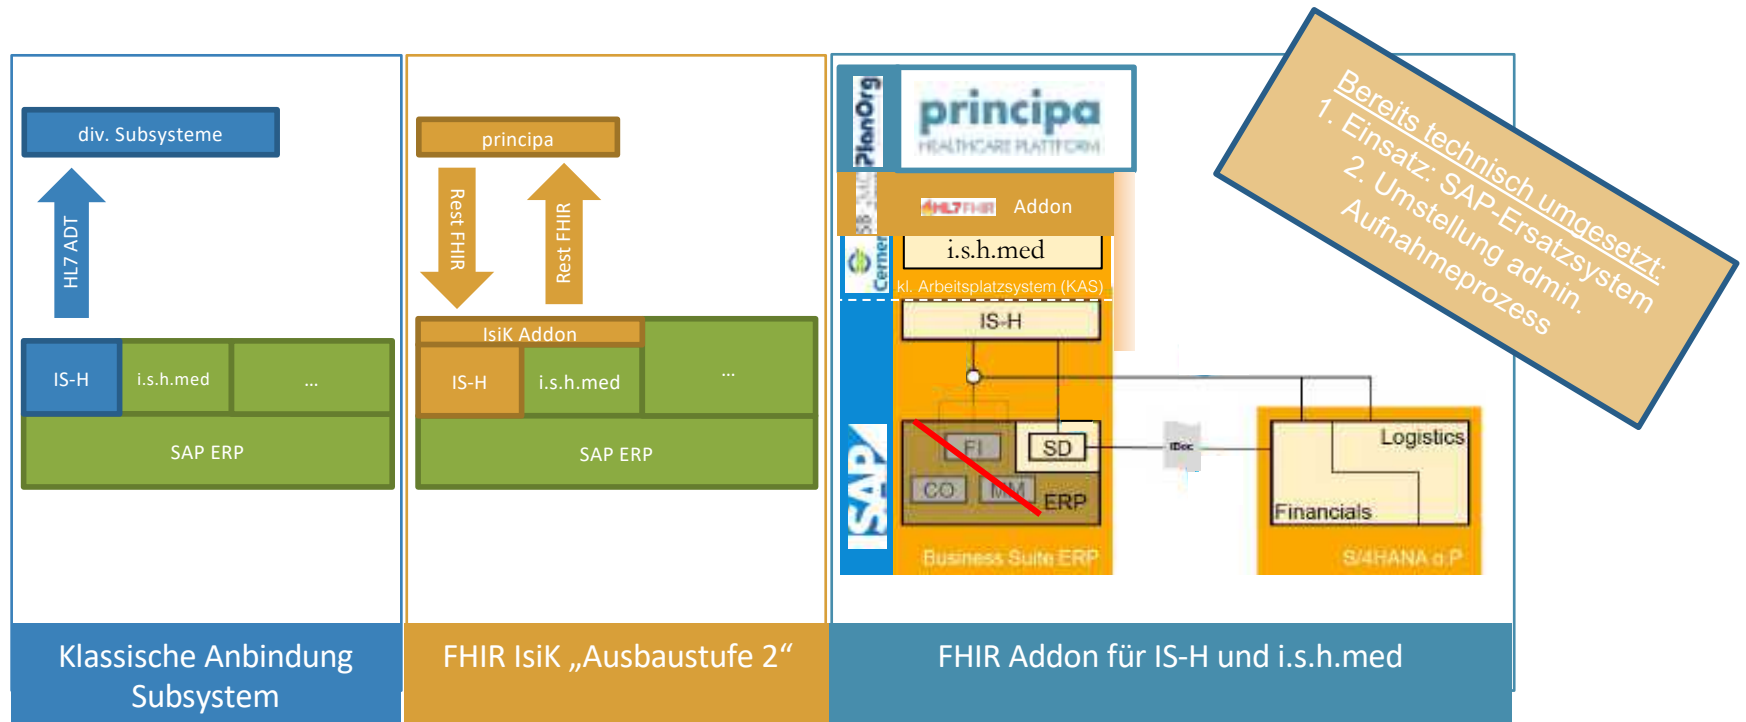 div. Subsysteme
HL7 ADT
IS-H
i.s.h.med
...
SAP ERP
Klassische Anbindung
Subsystem
principa
Rest FHIR
Rest FHIR
IsiK Addon
IS-H
i.s.h.med
...
SAP ERP
FHIR IsiK „Ausbaustufe 2“
PlanOrg
principa
HEALTHCARE PLATTFORM
HL7 FHIR
Addon
Cerner
i.s.h.med
kl. Arbeitsplatzsystem (KAS)
IS-H
SAP
FI
SD
CO
MM
ERP
Business Suite ERP
IDoc
Logistics
Financials
S/4HANA o.P
FHIR Addon für IS-H und i.s.h.med
Bereits technisch umgesetzt:
1. Einsatz: SAP-Ersatzsystem
2. Umstellung admin.
Aufnahmeprozess